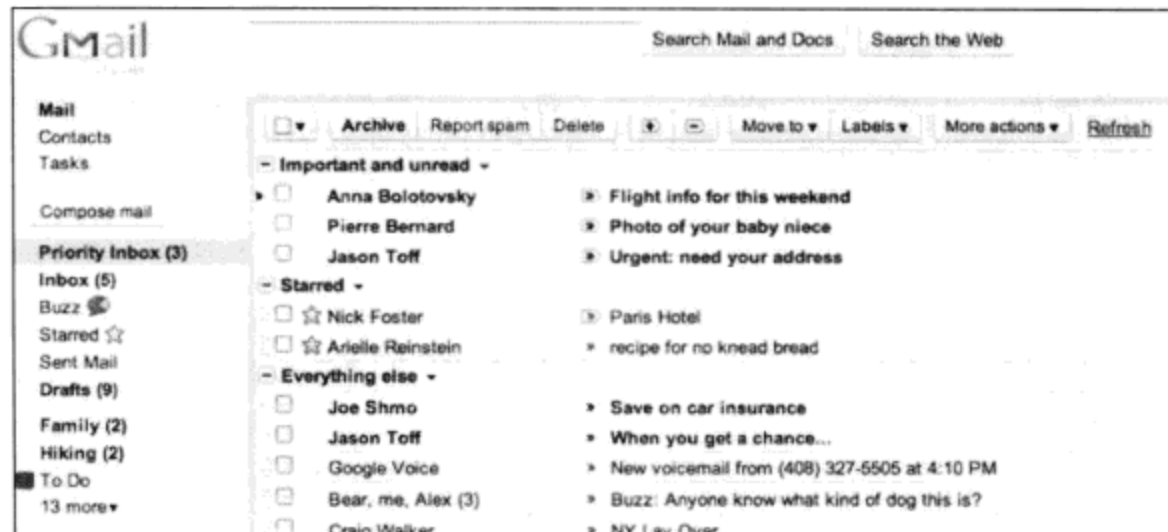 GMail
Search Mail and Docs Search the Web
Mail
Contacts
Tasks
Compose mail
Priority Inbox (3)
Inbox (5)
Buzz
Starred
Sent Mail
Drafts (9)
Family (2)
Hiking (2)
To Do
13 more
Archive Report spam Delete + - Move to Labels More actions Refresh
Important and unread
Anna Bolotovsky » Flight info for this weekend
Pierre Bernard » Photo of your baby niece
Jason Toff » Urgent: need your address
Starred
Nick Foster » Paris Hotel
Arielle Reinstein » recipe for no knead bread
Everything else
Joe Shmo » Save on car insurance
Jason Toff » When you get a chance...
Google Voice » New voicemail from (408) 327-5505 at 4:10 PM
Bear, me, Alex (3) » Buzz: Anyone know what kind of dog this is?
Craig Walker » NY Lay Over